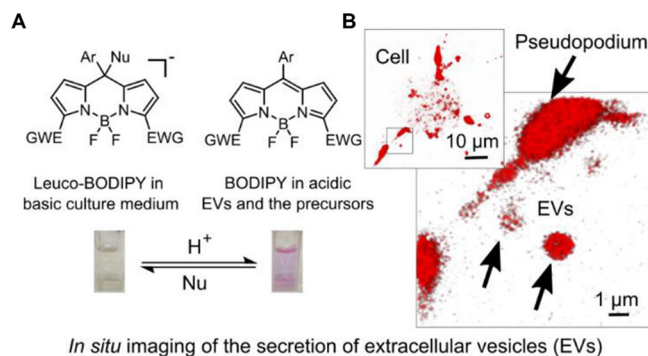 A
Ar Nu
-
N N
B
F F
GWE EWG
Leuco-BODIPY in
basic culture medium
Ar
N N
B
F F
GWE EWG
BODIPY in acidic
EVs and the precursors
H+
Nu
B
Cell
10 µm
Pseudopodium
EVs
1 µm
In situ imaging of the secretion of extracellular vesicles (EVs)